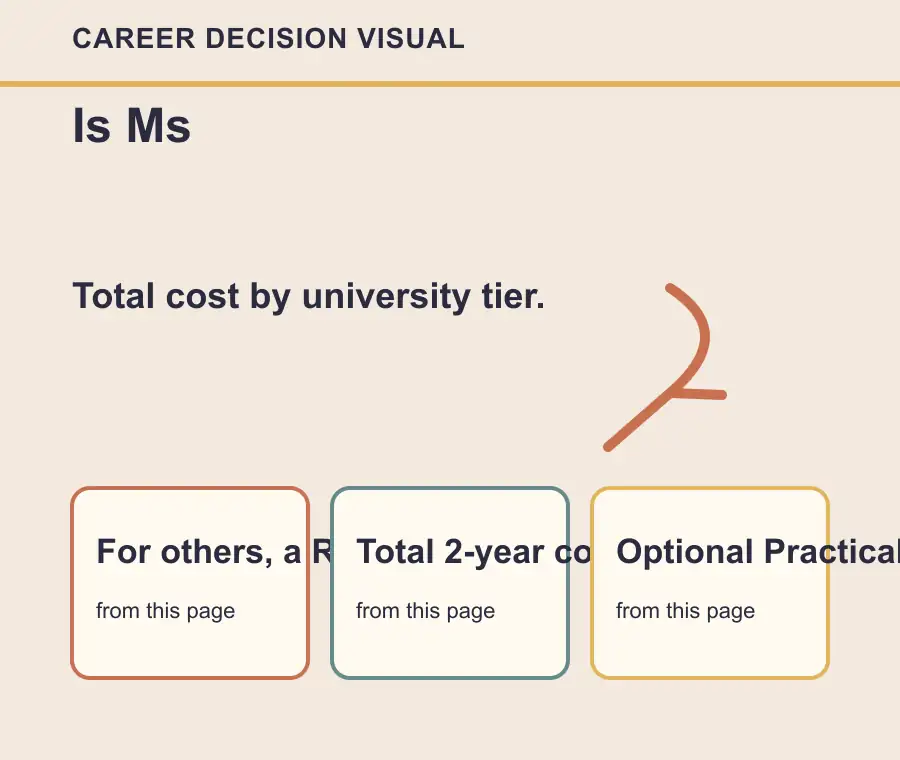 CAREER DECISION VISUAL
Is Ms
Total cost by university tier.
For others, a R
from this page
Total 2-year co
from this page
Optional Practical
from this page